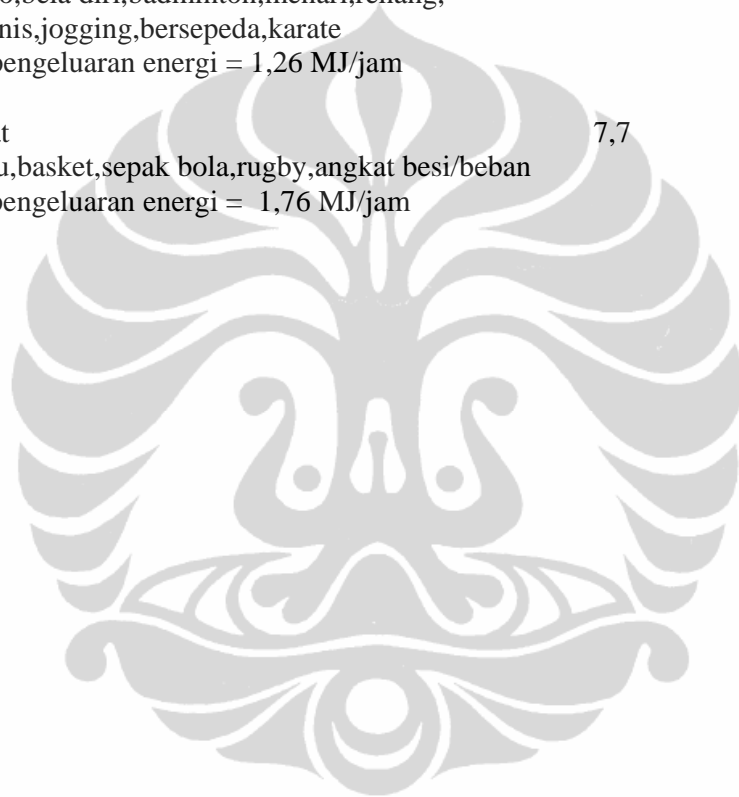 bela diri,badminton,menari,renang,
nis,jogging,bersepeda,karate
pengeluaran energi = 1,26 MJ/jam
t 7,7
u,basket,sepak bola,rugby,angkat besi/beban
pengeluaran energi = 1,76 MJ/jam